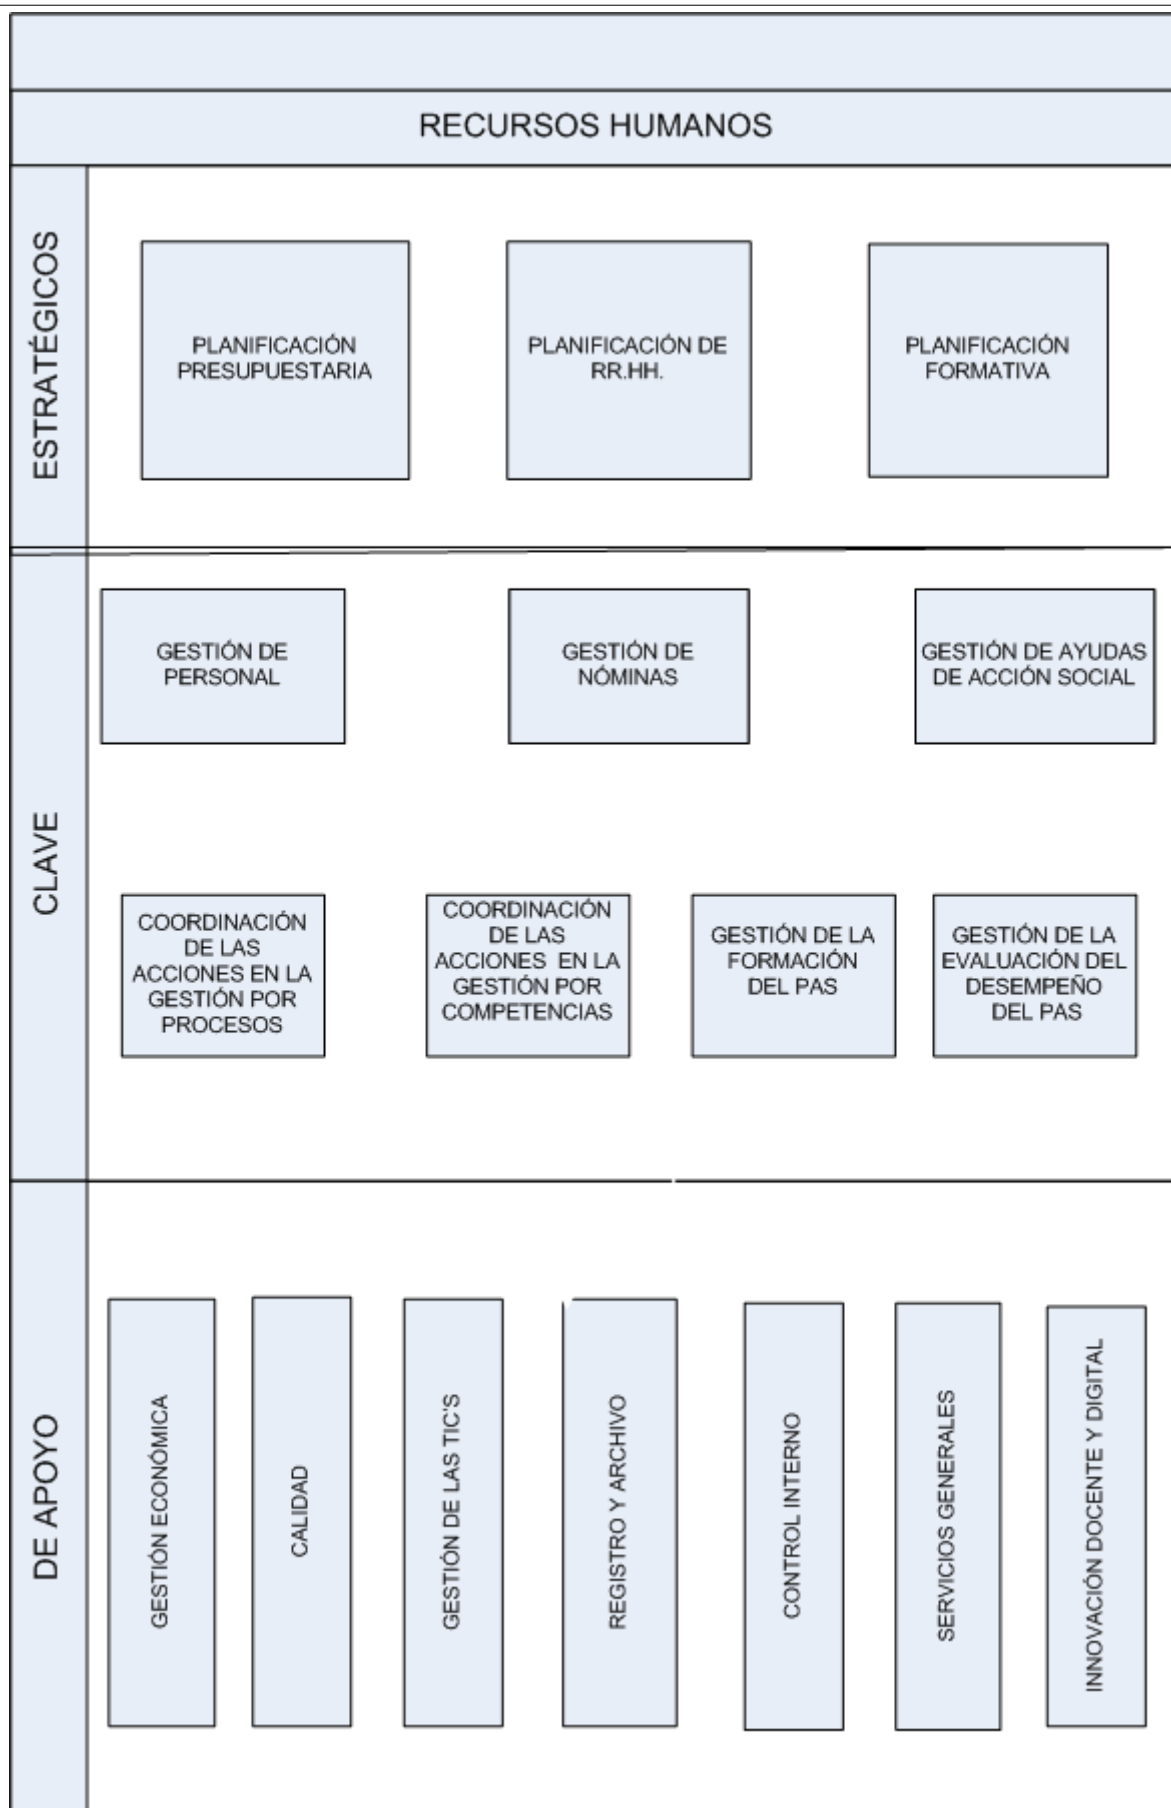 RECURSOS HUMANOS
ESTRATÉGICOS
PLANIFICACIÓN
PRESUPUESTARIA
PLANIFICACIÓN DE
RR.HH.
PLANIFICACIÓN
FORMATIVA
CLAVE
GESTIÓN DE
PERSONAL
GESTIÓN DE
NÓMINAS
GESTIÓN DE AYUDAS
DE ACCIÓN SOCIAL
COORDINACIÓN
DE LAS
ACCIONES EN LA
GESTIÓN POR
PROCESOS
COORDINACIÓN
DE LAS
ACCIONES EN LA
GESTIÓN POR
COMPETENCIAS
GESTIÓN DE LA
FORMACIÓN
DEL PAS
GESTIÓN DE LA
EVALUACIÓN DEL
DESEMPEÑO
DEL PAS
DE APOYO
GESTIÓN ECONÓMICA
CALIDAD
GESTIÓN DE LAS TIC'S
REGISTRO Y ARCHIVO
CONTROL INTERNO
SERVICIOS GENERALES
INNOVACIÓN DOCENTE Y DIGITAL